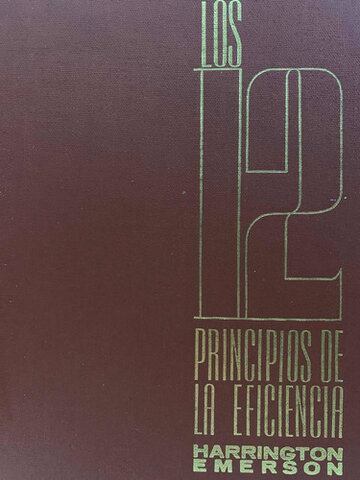 LOS
12
PRINCIPIOS DE
LA EFICIENCIA
HARRINGTON
EMERSON